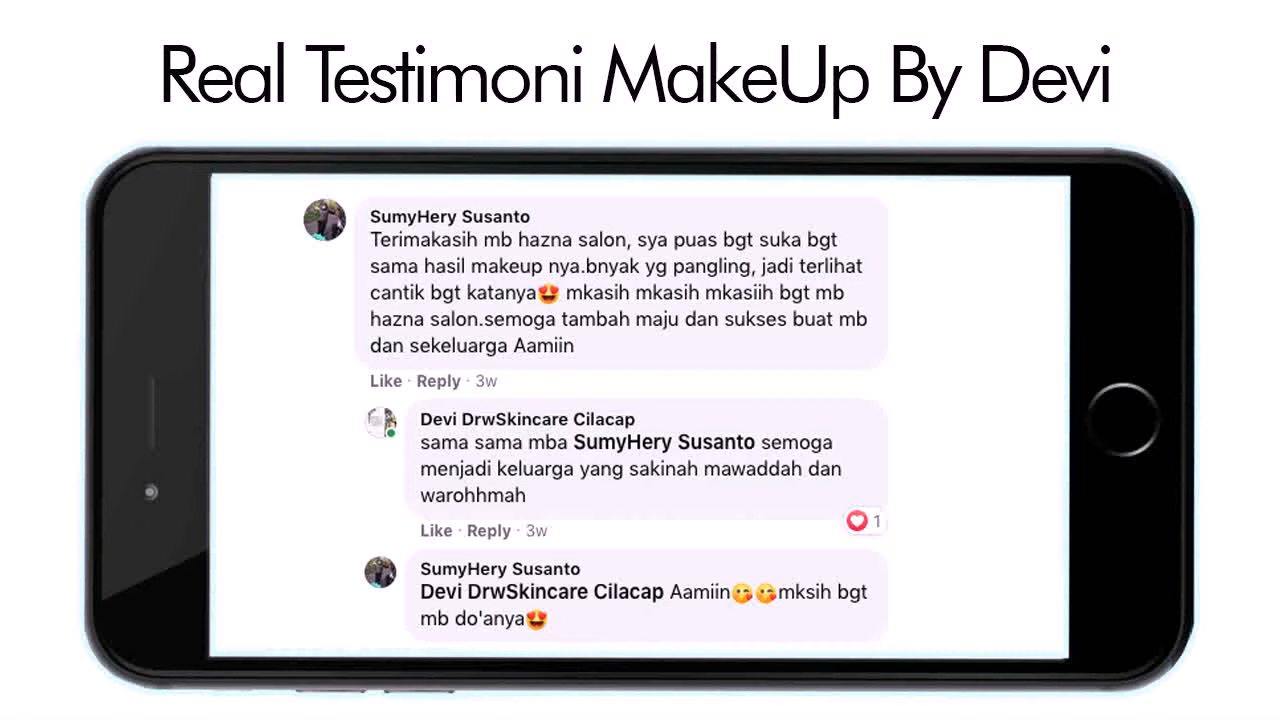 Real Testimoni MakeUp By Devi
SumyHery Susanto
Terimakasih mb hazna salon, sya puas bgt suka bgt
sama hasil makeup nya.bnyak yg pangling, jadi terlihat
cantik bgt katanya😍 mkasih mkasih mkasiih bgt mb
hazna salon.semoga tambah maju dan sukses buat mb
dan sekeluarga Aamiin
Like · Reply · 3w
Devi DrwSkincare Cilacap
sama sama mba SumyHery Susanto semoga
menjadi keluarga yang sakinah mawaddah dan
warohhmah
1
Like · Reply · 3w
SumyHery Susanto
Devi DrwSkincare Cilacap Aamiin😋😋mksih bgt
mb do'anya😍